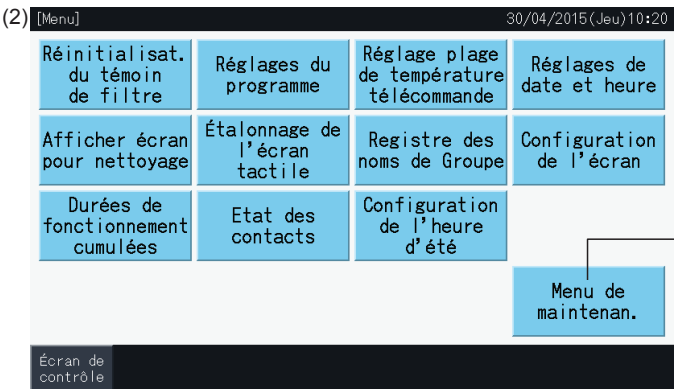 (2)
[Menu] 30/04/2015(Jeu)10:20
Réinitialisat.
du témoin
de filtre
Réglages du
programme
Réglage plage
de température
télécommande
Réglages de
date et heure
Afficher écran
pour nettoyage
Étalonnage de
l'écran
tactile
Registre des
noms de Groupe
Configuration
de l'écran
Durées de
fonctionnement
cumulées
Etat des
contacts
Configuration
de l'heure
d'été
Menu de
maintenan.
Écran de
contrôle